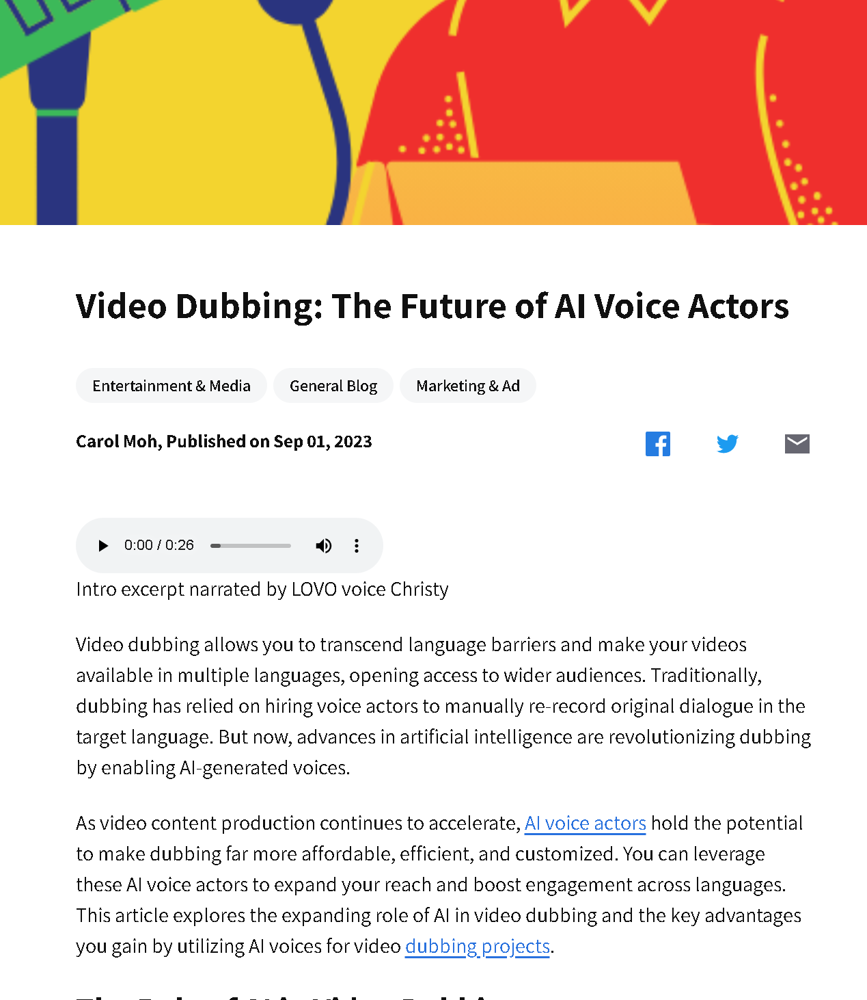 Video Dubbing: The Future of AI Voice Actors
Entertainment & Media
General Blog
Marketing & Ad
Carol Moh, Published on Sep 01, 2023
0:00 / 0:26
Intro excerpt narrated by LOVO voice Christy
Video dubbing allows you to transcend language barriers and make your videos
available in multiple languages, opening access to wider audiences. Traditionally,
dubbing has relied on hiring voice actors to manually re-record original dialogue in the
target language. But now, advances in artificial intelligence are revolutionizing dubbing
by enabling AI-generated voices.
As video content production continues to accelerate, AI voice actors hold the potential
to make dubbing far more affordable, efficient, and customized. You can leverage
these AI voice actors to expand your reach and boost engagement across languages.
This article explores the expanding role of AI in video dubbing and the key advantages
you gain by utilizing AI voices for video dubbing projects.